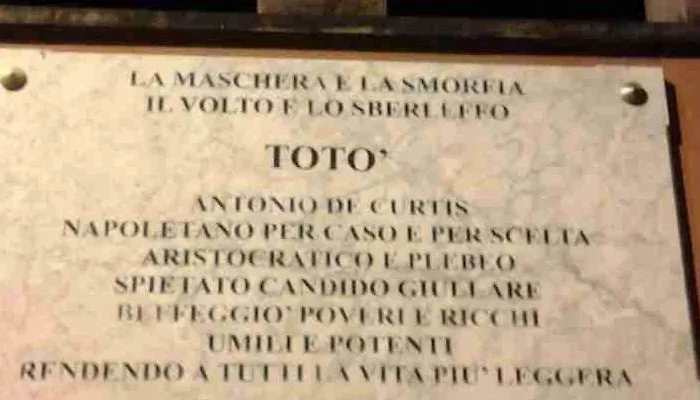 LA MASCHERA E LA SMORFIA
IL VOLTO E LO SBERLEFFO
TOTO'
ANTONIO DE CURTIS
NAPOLETANO PER CASO E PER SCELTA
ARISTOCRATICO E PLEBEO
SPIETATO CANDIDO GIULLARE
BEFFEGGIO' POVERI E RICCHI
UMILI E POTENTI
RENDENDO A TUTTI LA VITA PIU' LEGGERA